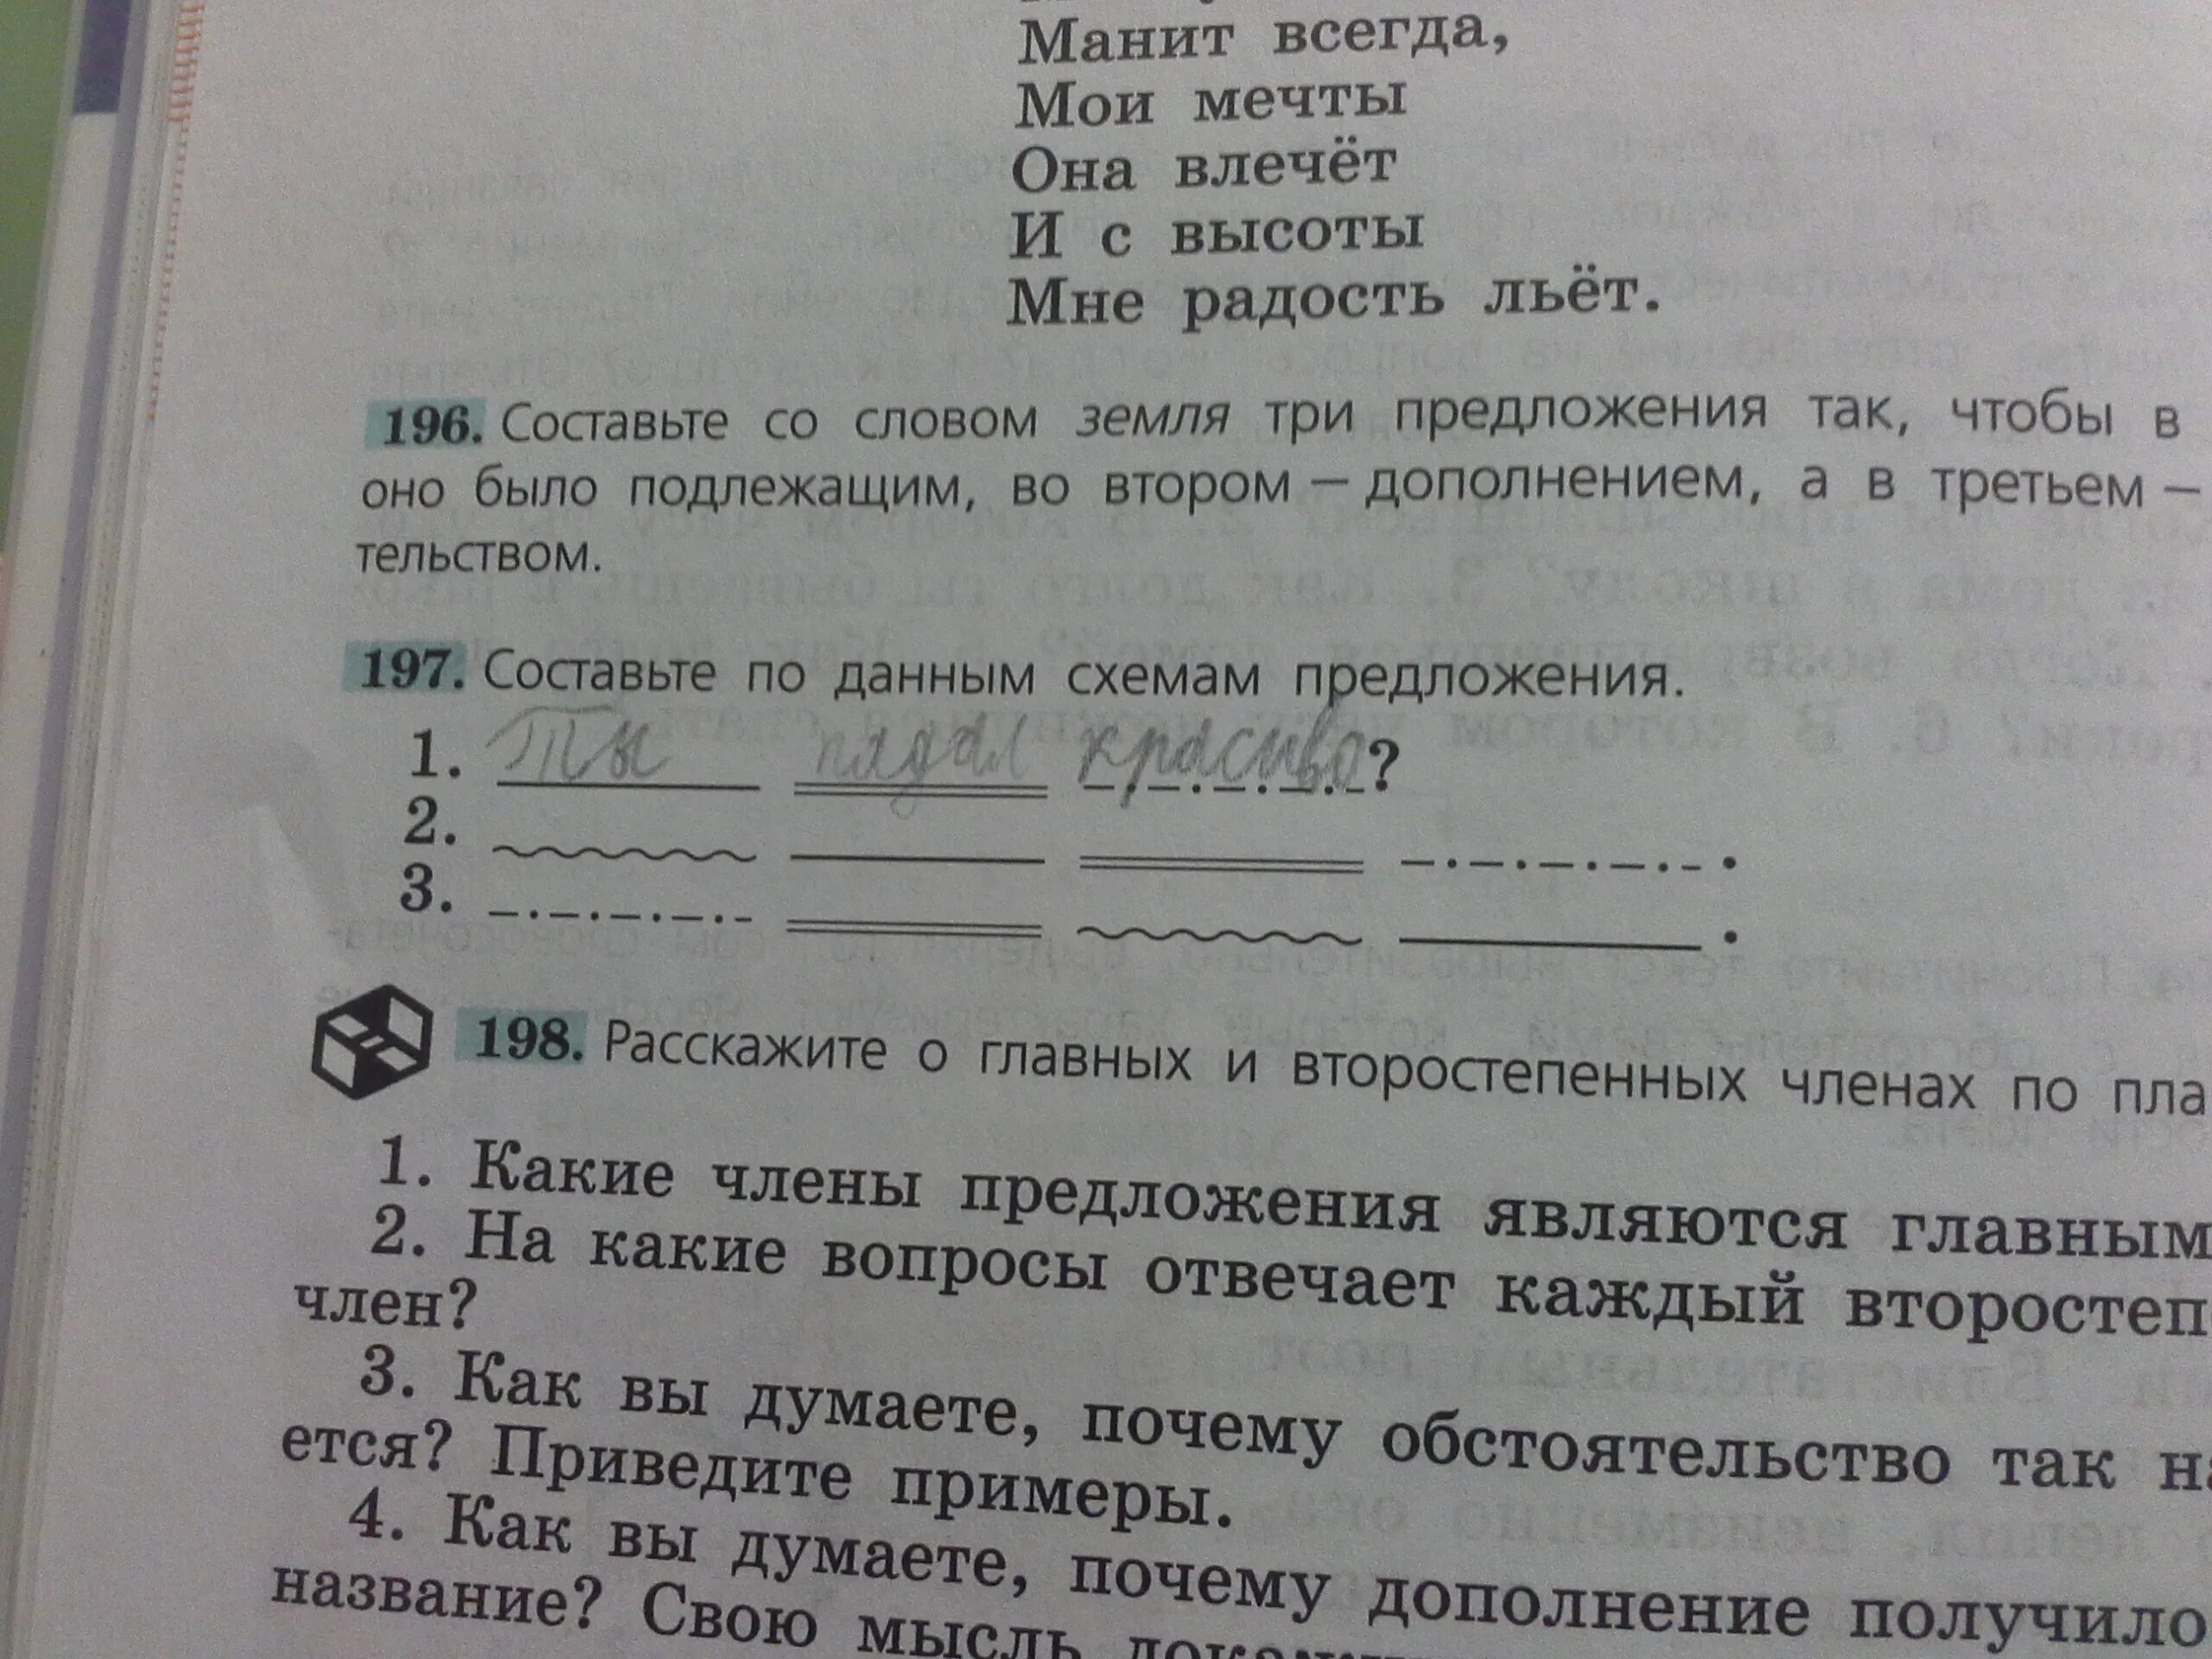 Манит всегда,
Мои мечты
Она влечёт
И с высоты
Мне радость льёт.
196. Составьте со словом земля три предложения так, чтобы в
оно было подлежащим, во втором — дополнением, а в третьем —
тельством.
197. Составьте по данным схемам предложения.
1. Ты падал красиво?
2.
3.
198. Расскажите о главных и второстепенных членах по пла
1. Какие члены предложения являются главным
2. На какие вопросы отвечает каждый второстеп
член?
3. Как вы думаете, почему обстоятельство так на
ется? Приведите примеры.
4. Как вы думаете, почему дополнение получило
название? Свою мысль